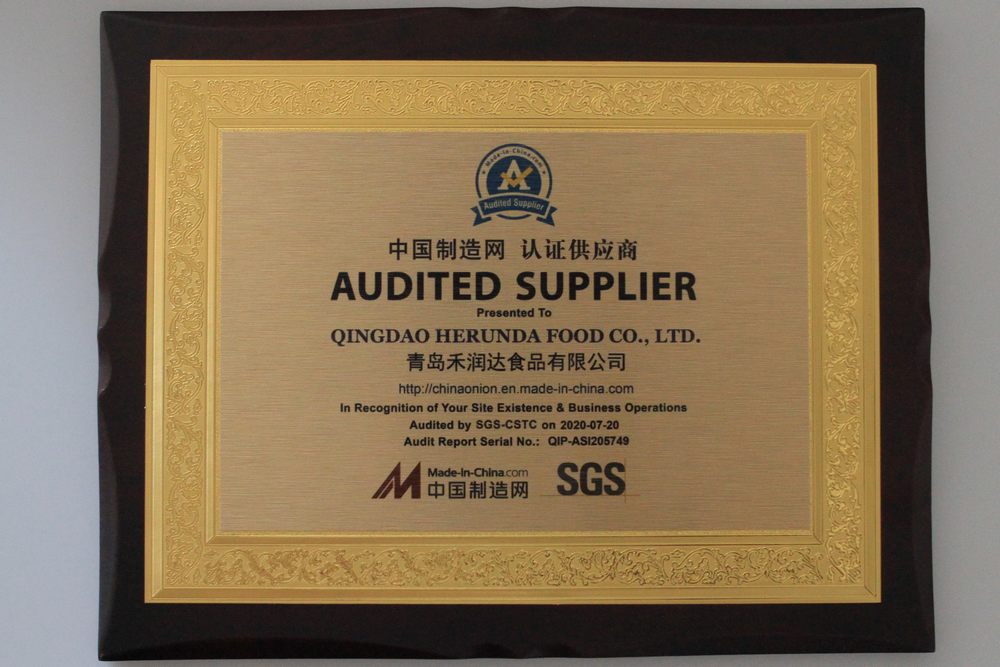 Made-in-China.com
Audited Supplier
中国制造网 认证供应商
AUDITED SUPPLIER
Presented To
QINGDAO HERUNDA FOOD CO., LTD.
青岛禾润达食品有限公司
http://chinaonion.en.made-in-china.com
In Recognition of Your Site Existence & Business Operations
Audited by SGS-CSTC on 2020-07-20
Audit Report Serial No.: QIP-ASI205749
Made-in-China.com
中国制造网
SGS